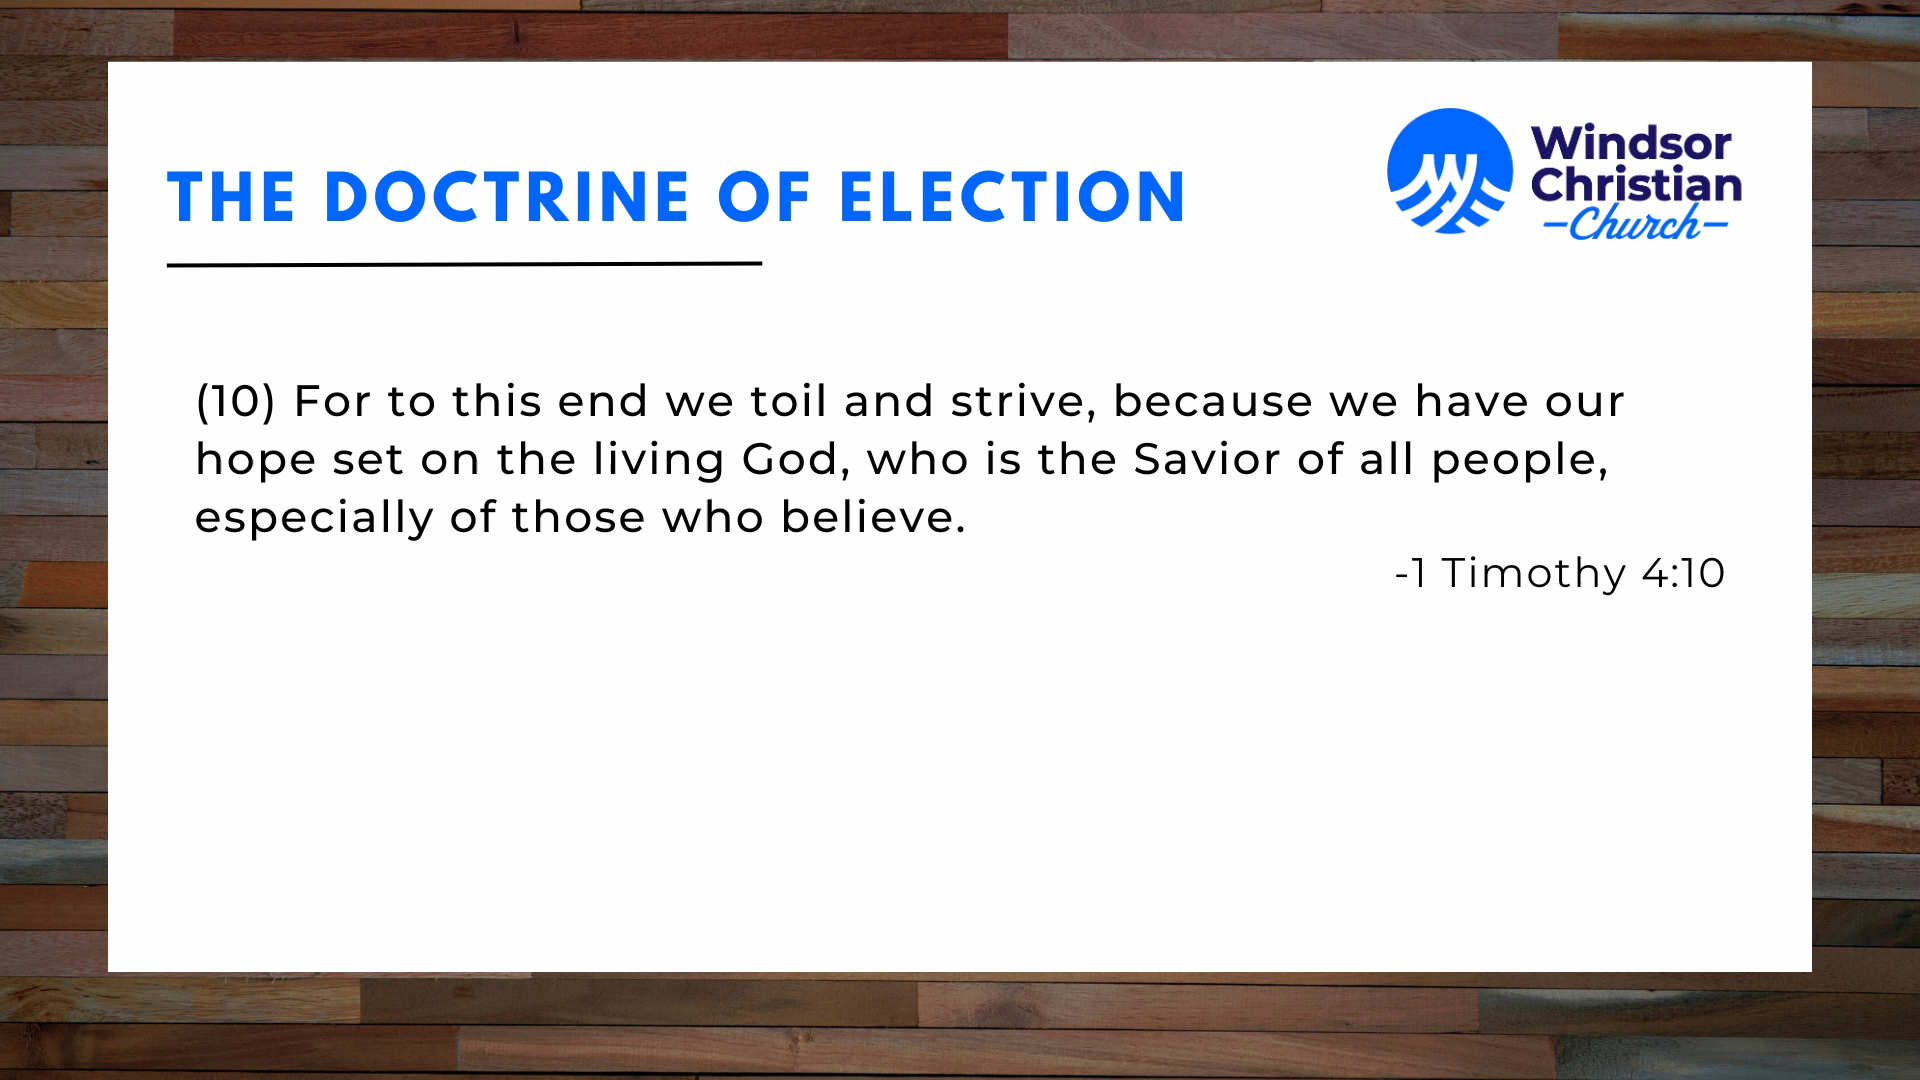 THE DOCTRINE OF ELECTION
Windsor
Christian
-Church-
(10) For to this end we toil and strive, because we have our
hope set on the living God, who is the Savior of all people,
especially of those who believe.
-1 Timothy 4:10